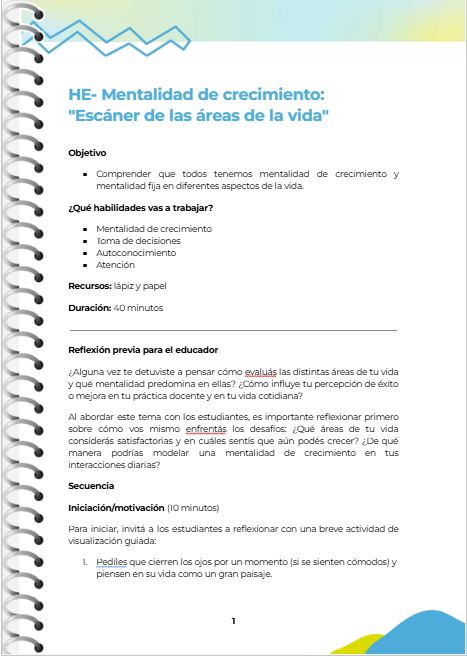 HE- Mentalidad de crecimiento:
"Escáner de las áreas de la vida"
Objetivo
• Comprender que todos tenemos mentalidad de crecimiento y
mentalidad fija en diferentes aspectos de la vida.
¿Qué habilidades vas a trabajar?
• Mentalidad de crecimiento
• Toma de decisiones
• Autoconocimiento
• Atención
Recursos: lápiz y papel
Duración: 40 minutos
Reflexión previa para el educador
¿Alguna vez te detuviste a pensar cómo evaluás las distintas áreas de tu vida
y qué mentalidad predomina en ellas? ¿Cómo influye tu percepción de éxito
o mejora en tu práctica docente y en tu vida cotidiana?
Al abordar este tema con los estudiantes, es importante reflexionar primero
sobre cómo vos mismo enfrentás los desafíos: ¿Qué áreas de tu vida
considerás satisfactorias y en cuáles sentís que aún podés crecer? ¿De qué
manera podrías modelar una mentalidad de crecimiento en tus
interacciones diarias?
Secuencia
Iniciación/motivación (10 minutos)
Para iniciar, invitá a los estudiantes a reflexionar con una breve actividad de
visualización guiada:
1. Pediles que cierren los ojos por un momento (si se sienten cómodos) y
piensen en su vida como un gran paisaje.
1